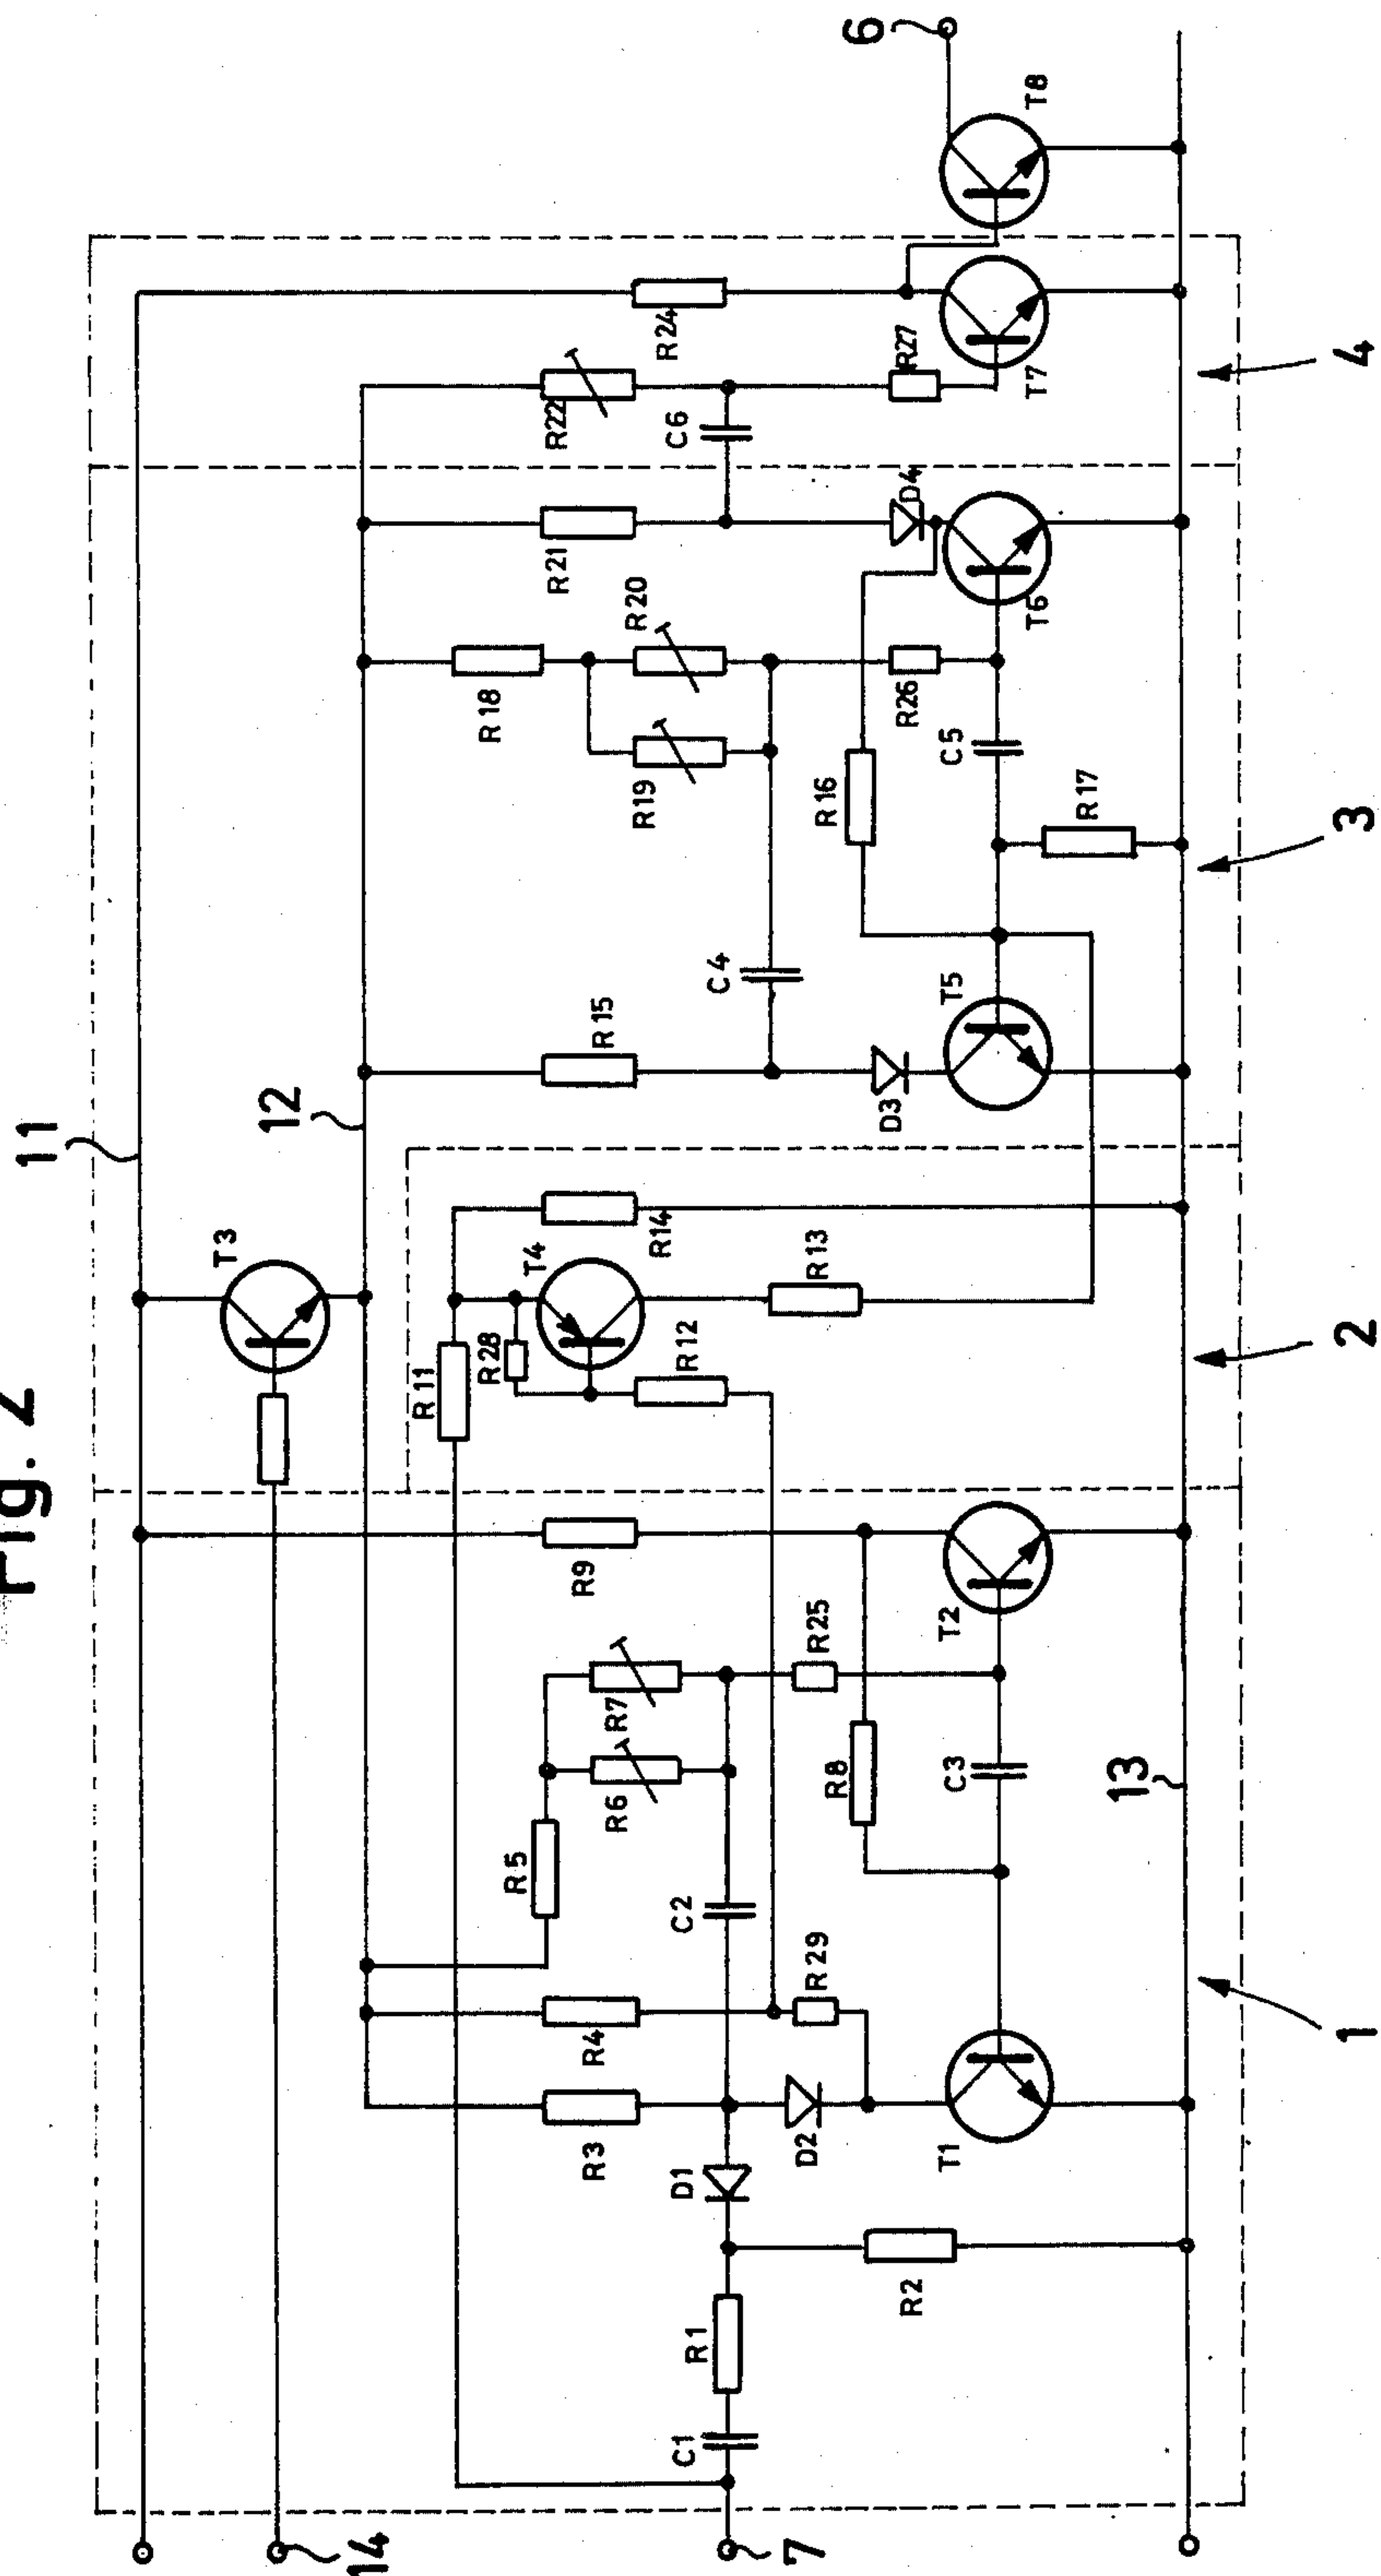 Fig. 2
11
12
T3
14
R11
R28
T4
R12
R13
R14
R3
R4
R5
R6
R7
R9
R15
R18
R19
R20
R21
R22
R24
C1
R1
D1
C2
R29
R25
D2
R8
C3
R2
T1
T2
7
13
C4
D3
T5
R16
C5
R26
R17
T6
D4
C6
R27
T7
T8
6
1
2
3
4